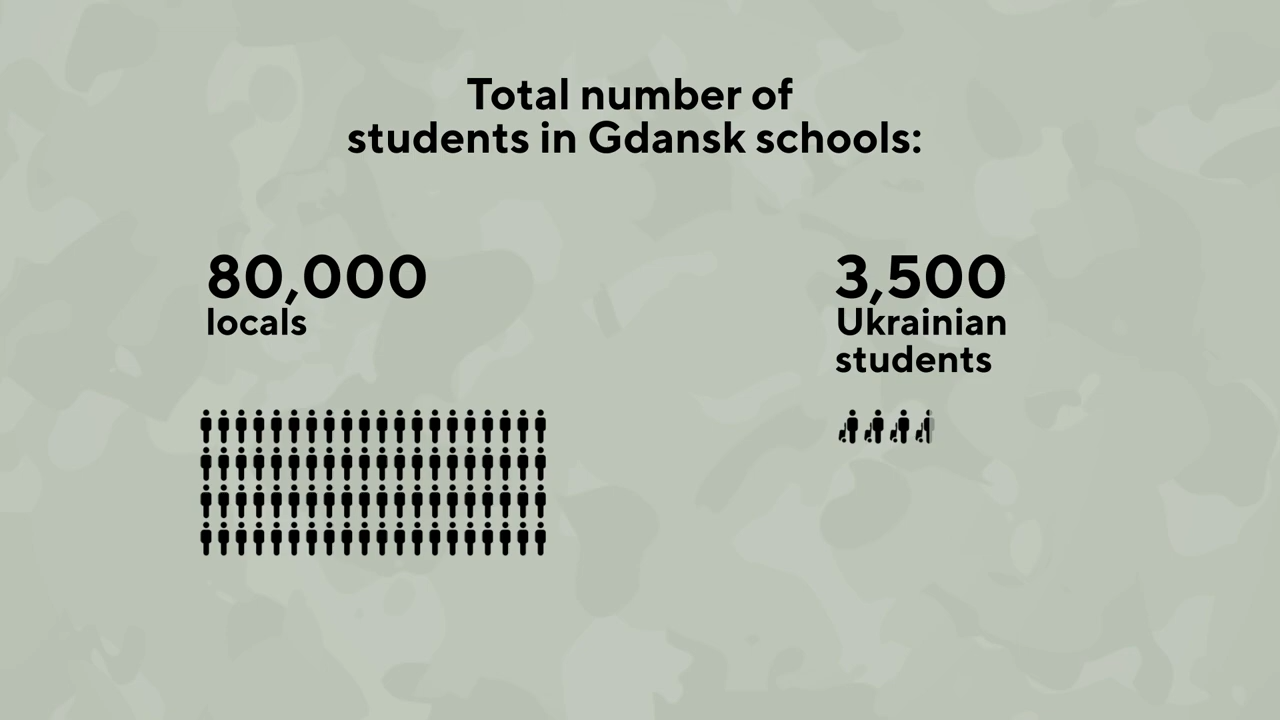 Total number of
students in Gdansk schools:
80,000
locals
3,500
Ukrainian
students